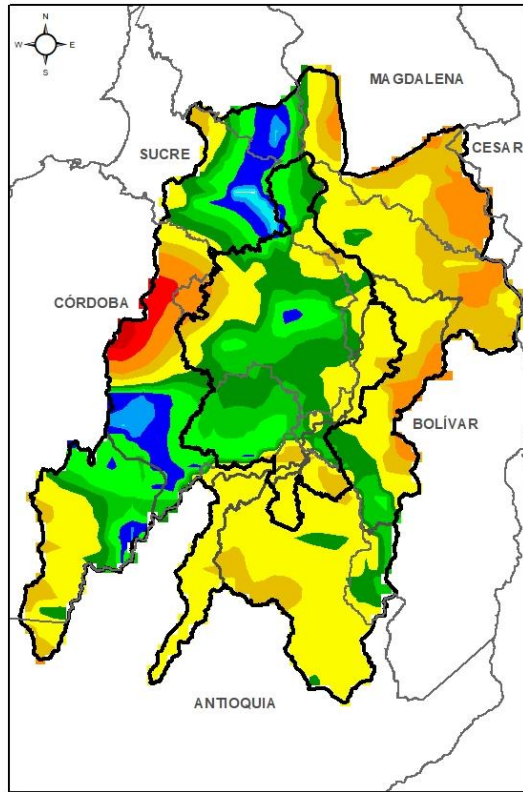 N
W E
S
MAGDALENA
CESAR
SUCRE
CÓRDOBA
BOLÍVAR
ANTIOQUIA